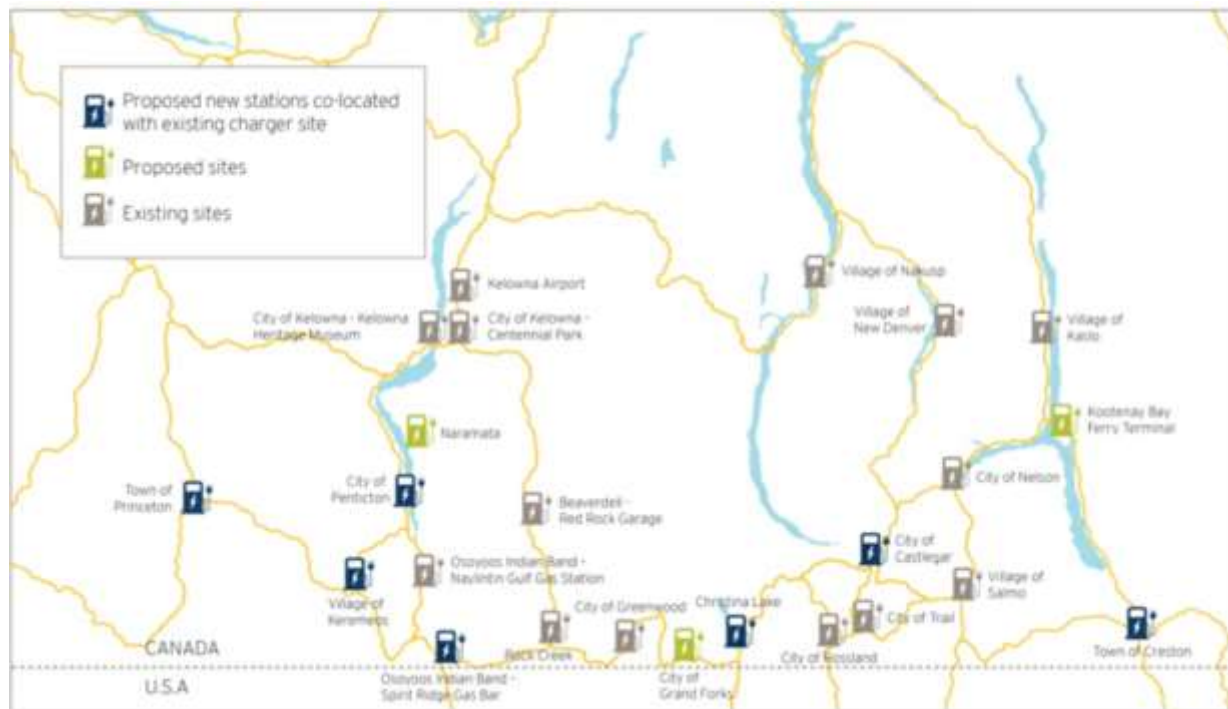 Proposed new stations co-located
with existing charger site
Proposed sites
Existing sites
Kelowna Airport
City of Kelowna - Kelowna
Heritage Museum
City of Kelowna -
Centennial Park
Village of Nakusp
Village of
New Denver
Village of
Kaslo
Naramata
Kootenay Bay
Ferry Terminal
Town of
Princeton
City of
Penticton
Beaverdell -
Red Rock Garage
City of Nelson
City of
Castlegar
Village of
Keremeos
Osoyoos Indian Band -
Gulf Gas Station
City of Greenwood
Christina Lake
Village of
Salmo
City of Trail
CANADA
Rock Creek
City of Rossland
Town of Creston
U.S.A
Osoyoos Indian Band -
Spirit Ridge Gas Bar
City of
Grand Forks